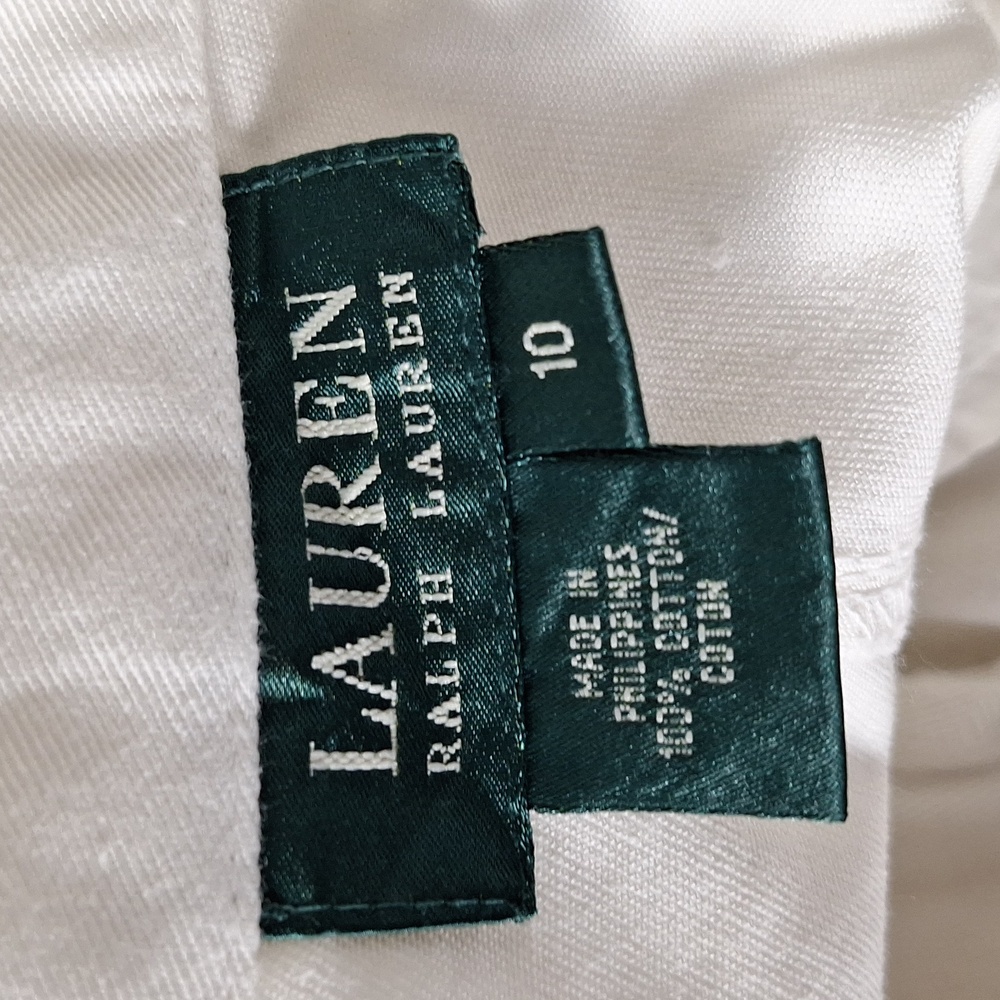 LAUREN
RALPH LAUREN
10
MADE IN
PHILIPPINES
100% COTTON/
COTON